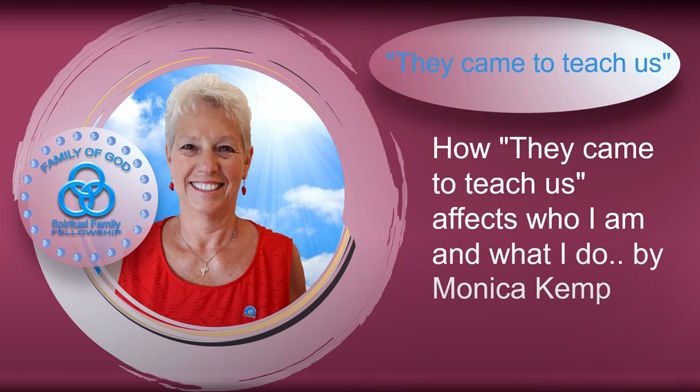 "They came to teach us"
How "They came
to teach us"
affects who I am
and what I do.. by
Monica Kemp
FAMILY OF GOD
Spiritual Family
FELLOWSHIP